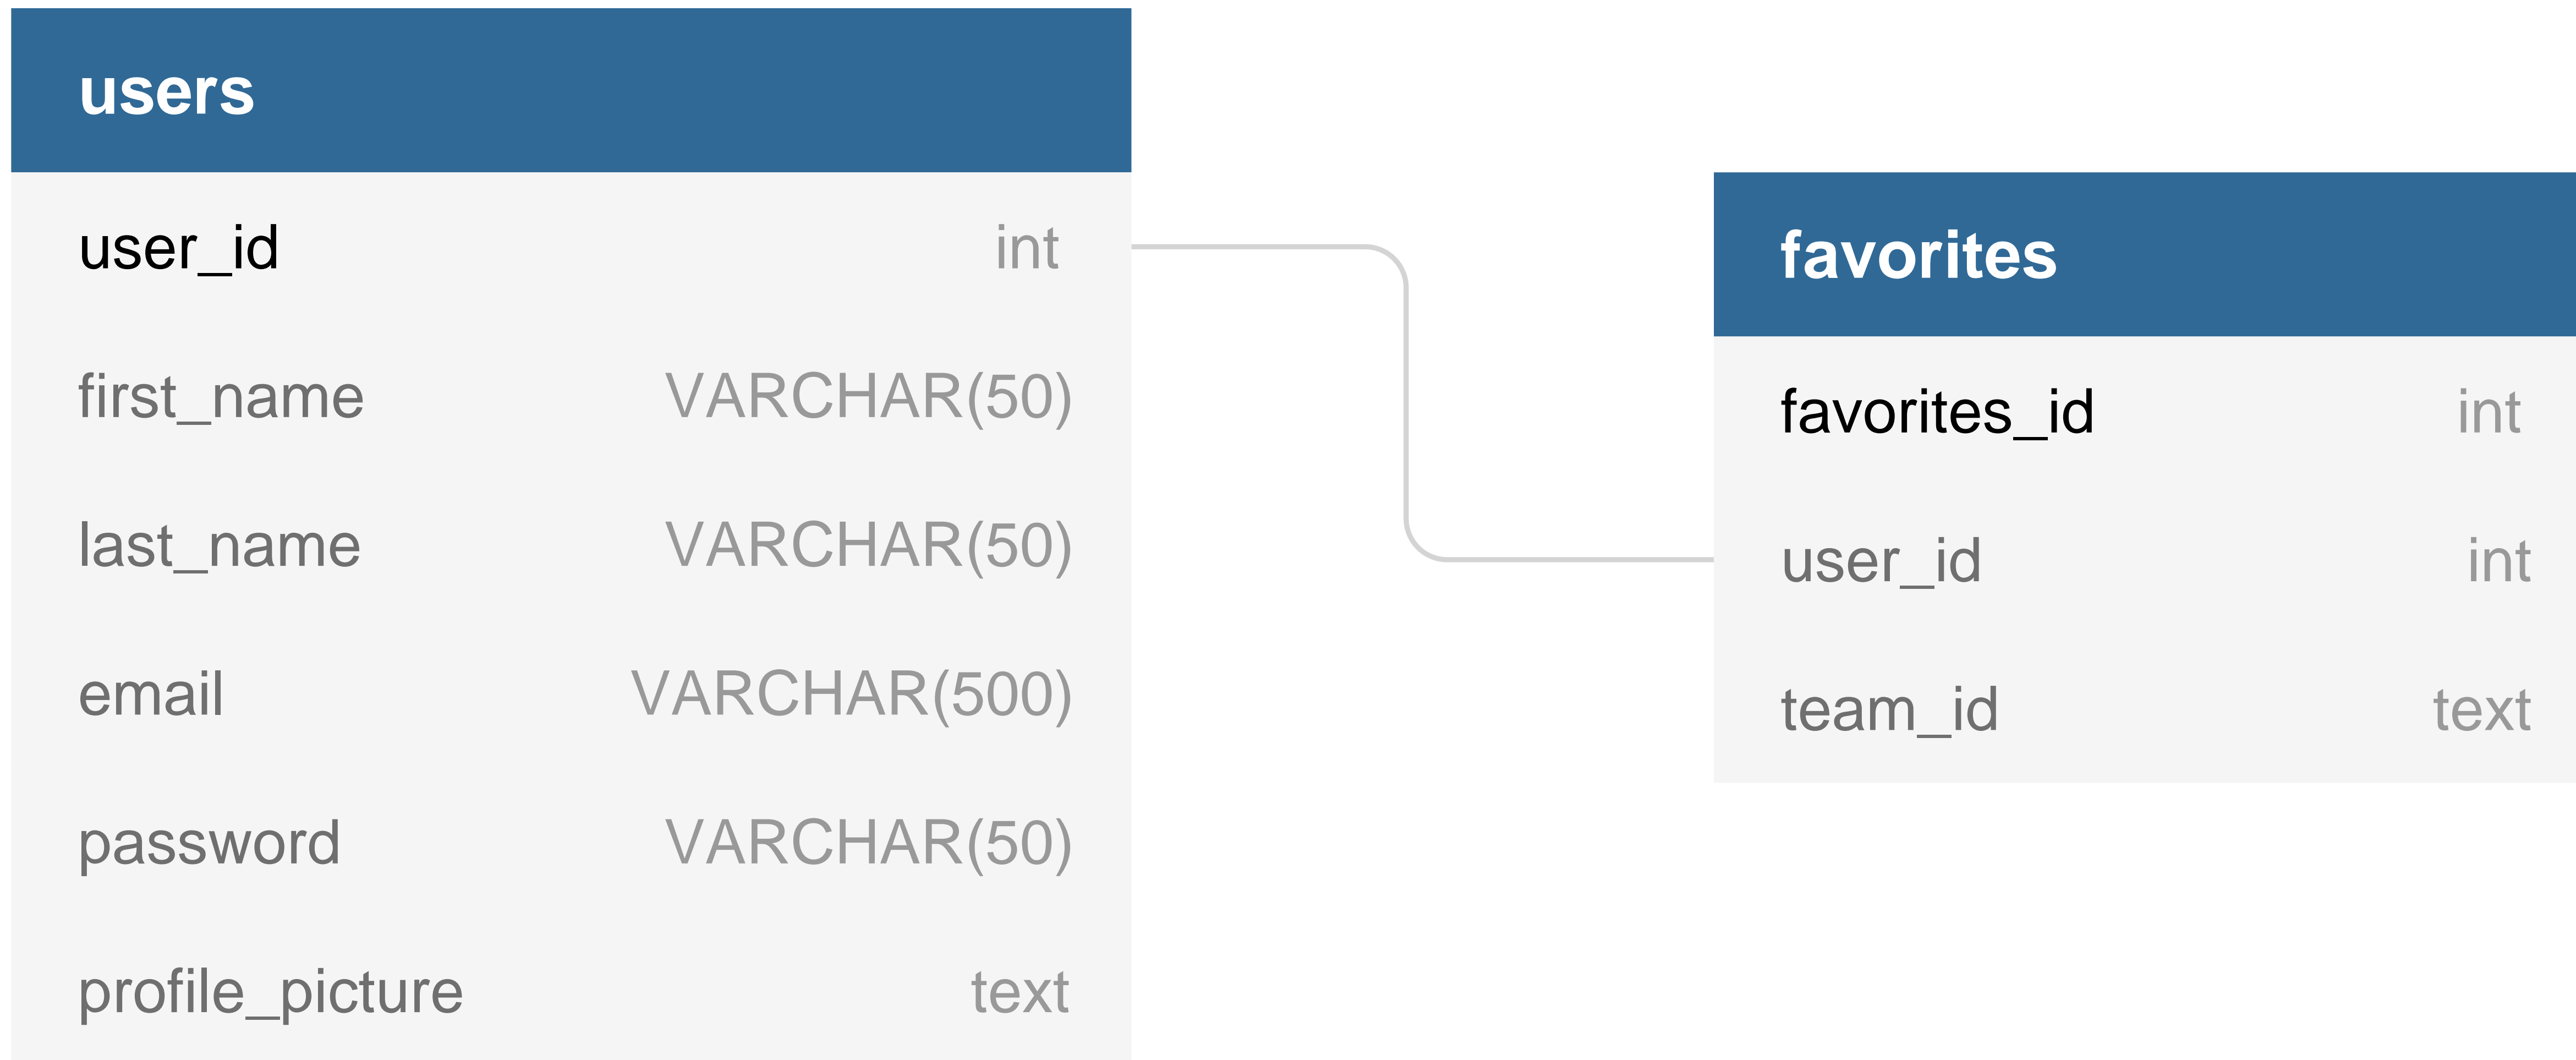 users
user_id int
first_name VARCHAR(50)
last_name VARCHAR(50)
email VARCHAR(500)
password VARCHAR(50)
profile_picture text
favorites
favorites_id int
user_id int
team_id text